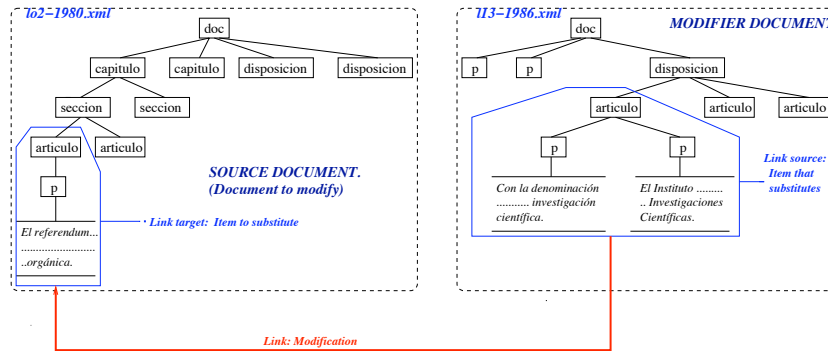 lo2−1980.xml
doc
capitulo
capitulo
disposicion
disposicion
seccion
seccion
articulo
articulo
p
El referendum...
........................
..orgánica.
SOURCE DOCUMENT.
(Document to modify)
Link target: Item to substitute
l13−1986.xml
MODIFIER DOCUMENT
doc
p
p
disposicion
articulo
articulo
articulo
p
p
Con la denominación
........... investigación
científica.
El Instituto .........
.. Investigaciones
Científicas.
Link source:
Item that
substitutes
Link: Modification